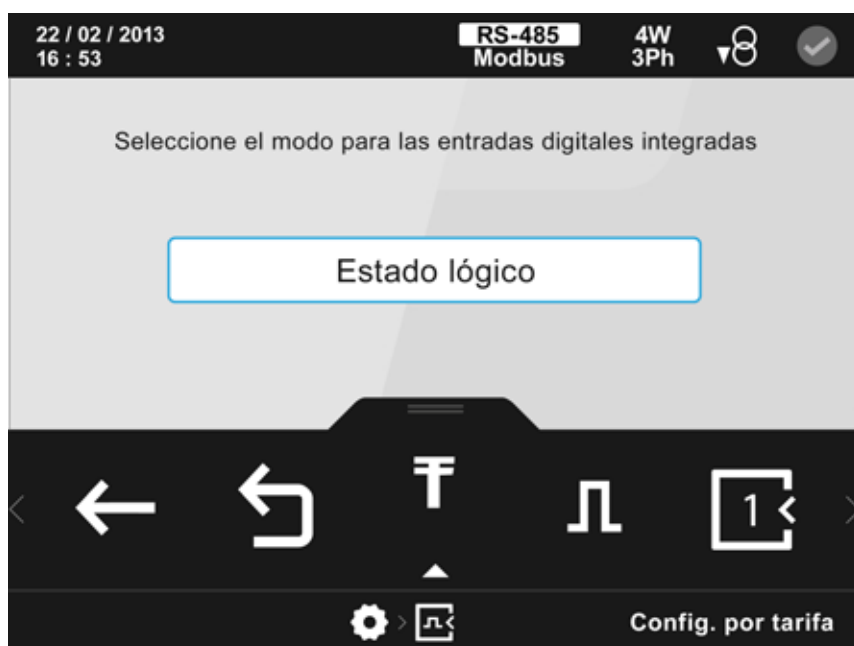 22 / 02 / 2013
16 : 53
RS-485
Modbus
4W
3Ph
Seleccione el modo para las entradas digitales integradas
Estado lógico
1
Config. por tarifa